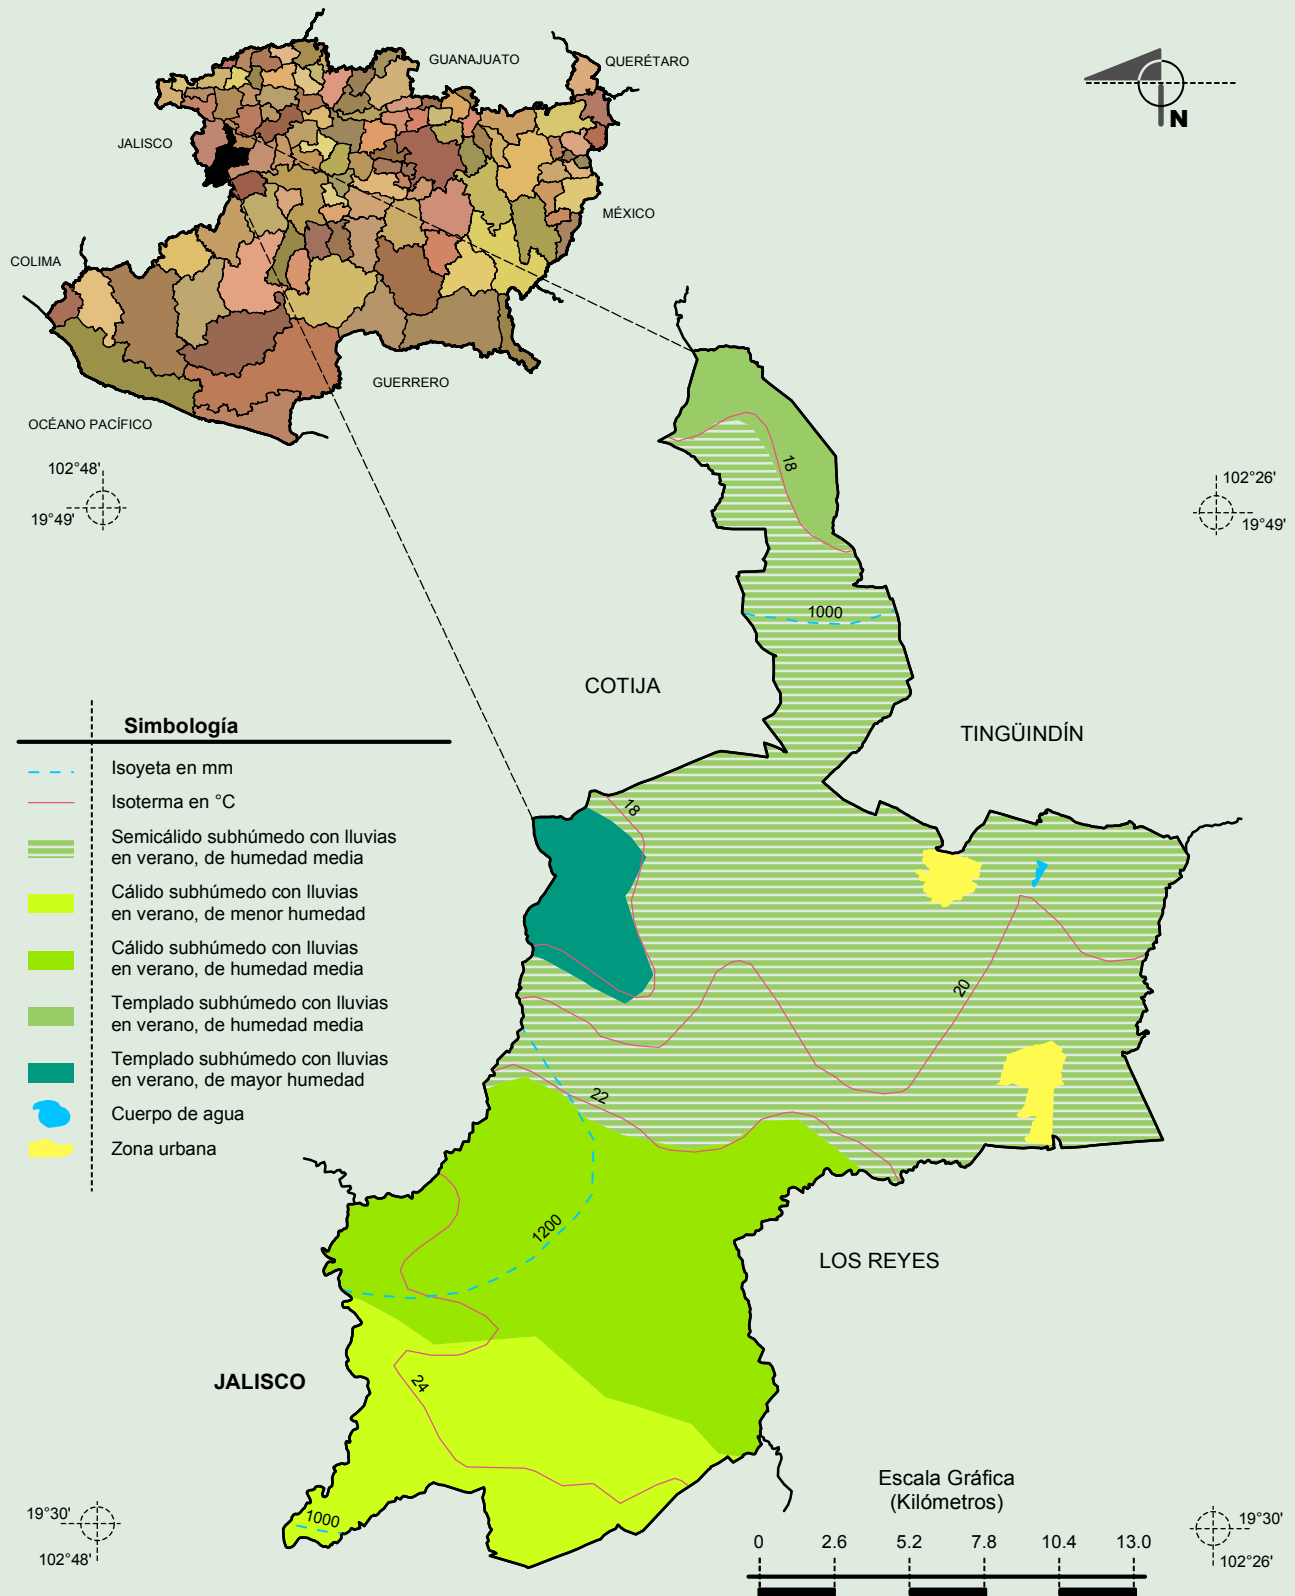 GUANAJUATO
QUERÉTARO
JALISCO
MÉXICO
COLIMA
GUERRERO
OCÉANO PACÍFICO
N
102°48'
19°49'
102°26'
19°49'
18
1000
COTIJA
TINGÜINDÍN
Simbología
Isoyeta en mm
Isoterma en °C
Semicálido subhúmedo con lluvias
en verano, de humedad media
Cálido subhúmedo con lluvias
en verano, de menor humedad
Cálido subhúmedo con lluvias
en verano, de humedad media
Templado subhúmedo con lluvias
en verano, de humedad media
Templado subhúmedo con lluvias
en verano, de mayor humedad
Cuerpo de agua
Zona urbana
18
20
22
1200
LOS REYES
JALISCO
24
1000
19°30'
102°48'
Escala Gráfica
(Kilómetros)
0 2.6 5.2 7.8 10.4 13.0
19°30'
102°26'